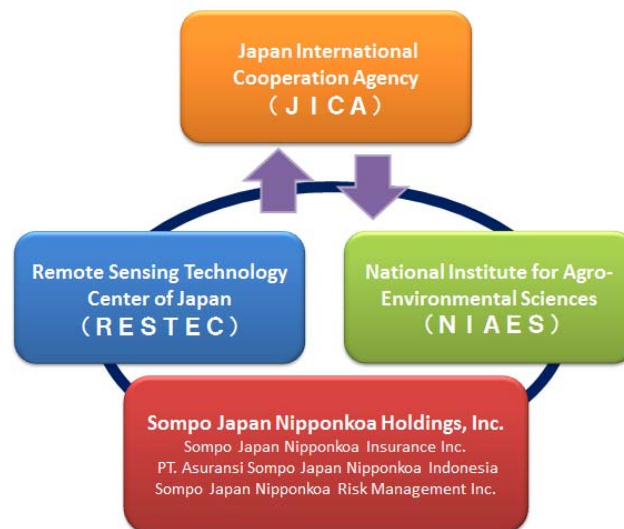 Japan International
Cooperation Agency
（ＪＩＣＡ）
Remote Sensing Technology
Center of Japan
（ＲＥＳＴＥＣ）
National Institute for Agro-
Environmental Sciences
（ＮＩＡＥＳ）
Sompo Japan Nipponkoa Holdings, Inc.
Sompo Japan Nipponkoa Insurance Inc.
PT. Asuransi Sompo Japan Nipponkoa Indonesia
Sompo Japan Nipponkoa Risk Management Inc.